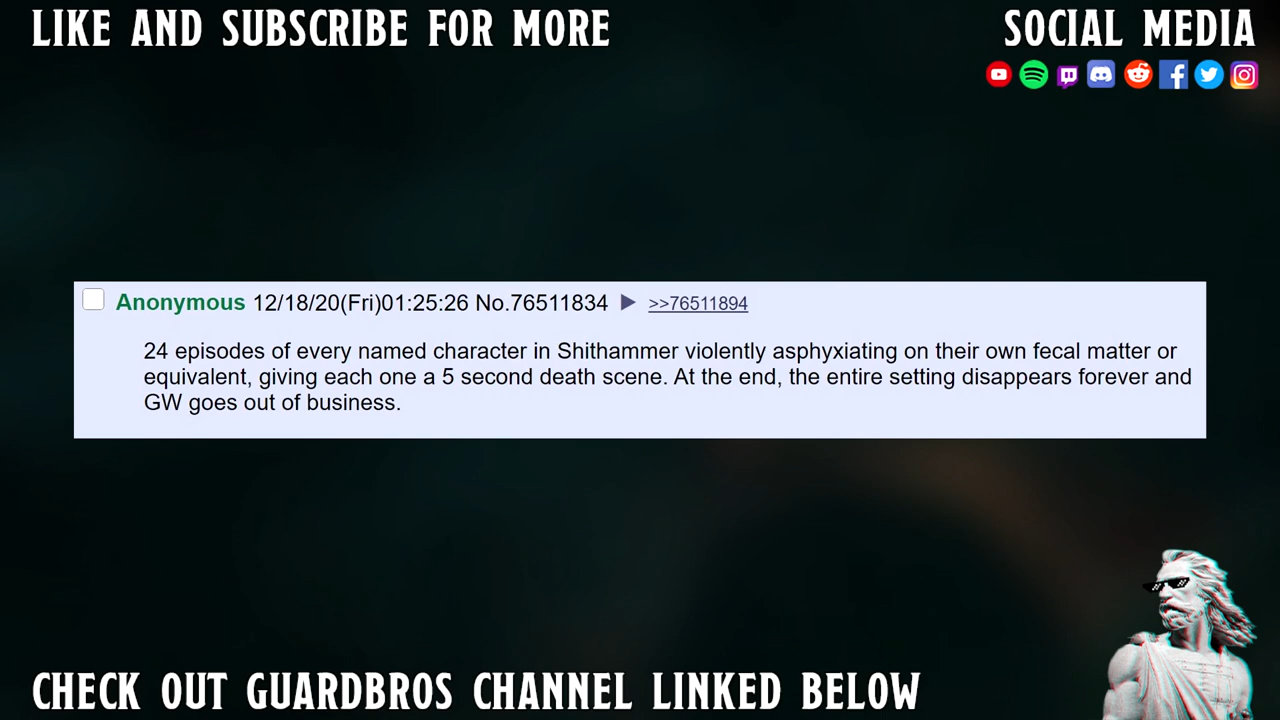 LIKE AND SUBSCRIBE FOR MORE
SOCIAL MEDIA
Anonymous 12/18/20(Fri)01:25:26 No.76511834 ▶ >>76511894
24 episodes of every named character in Shithammer violently asphyxiating on their own fecal matter or
equivalent, giving each one a 5 second death scene. At the end, the entire setting disappears forever and
GW goes out of business.
CHECK OUT GUARDBROS CHANNEL LINKED BELOW